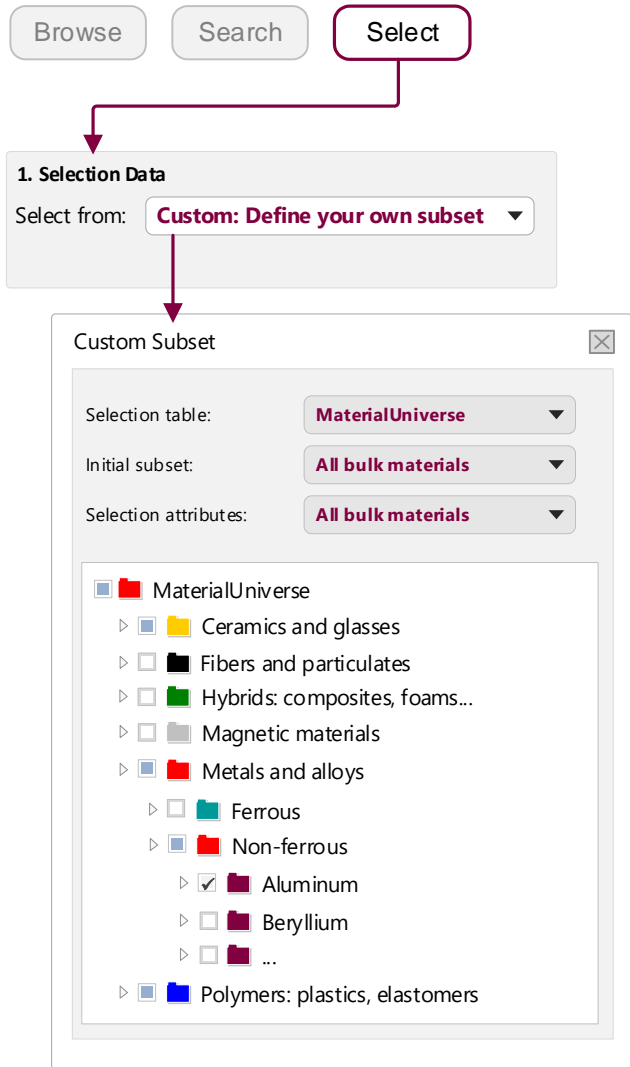 Browse Search Select
1. Selection Data
Select from: Custom: Define your own subset
Custom Subset
Selection table: MaterialUniverse
Initial subset: All bulk materials
Selection attributes: All bulk materials
MaterialUniverse
Ceramics and glasses
Fibers and particulates
Hybrids: composites, foams...
Magnetic materials
Metals and alloys
Ferrous
Non-ferrous
Aluminum
Beryllium
...
Polymers: plastics, elastomers